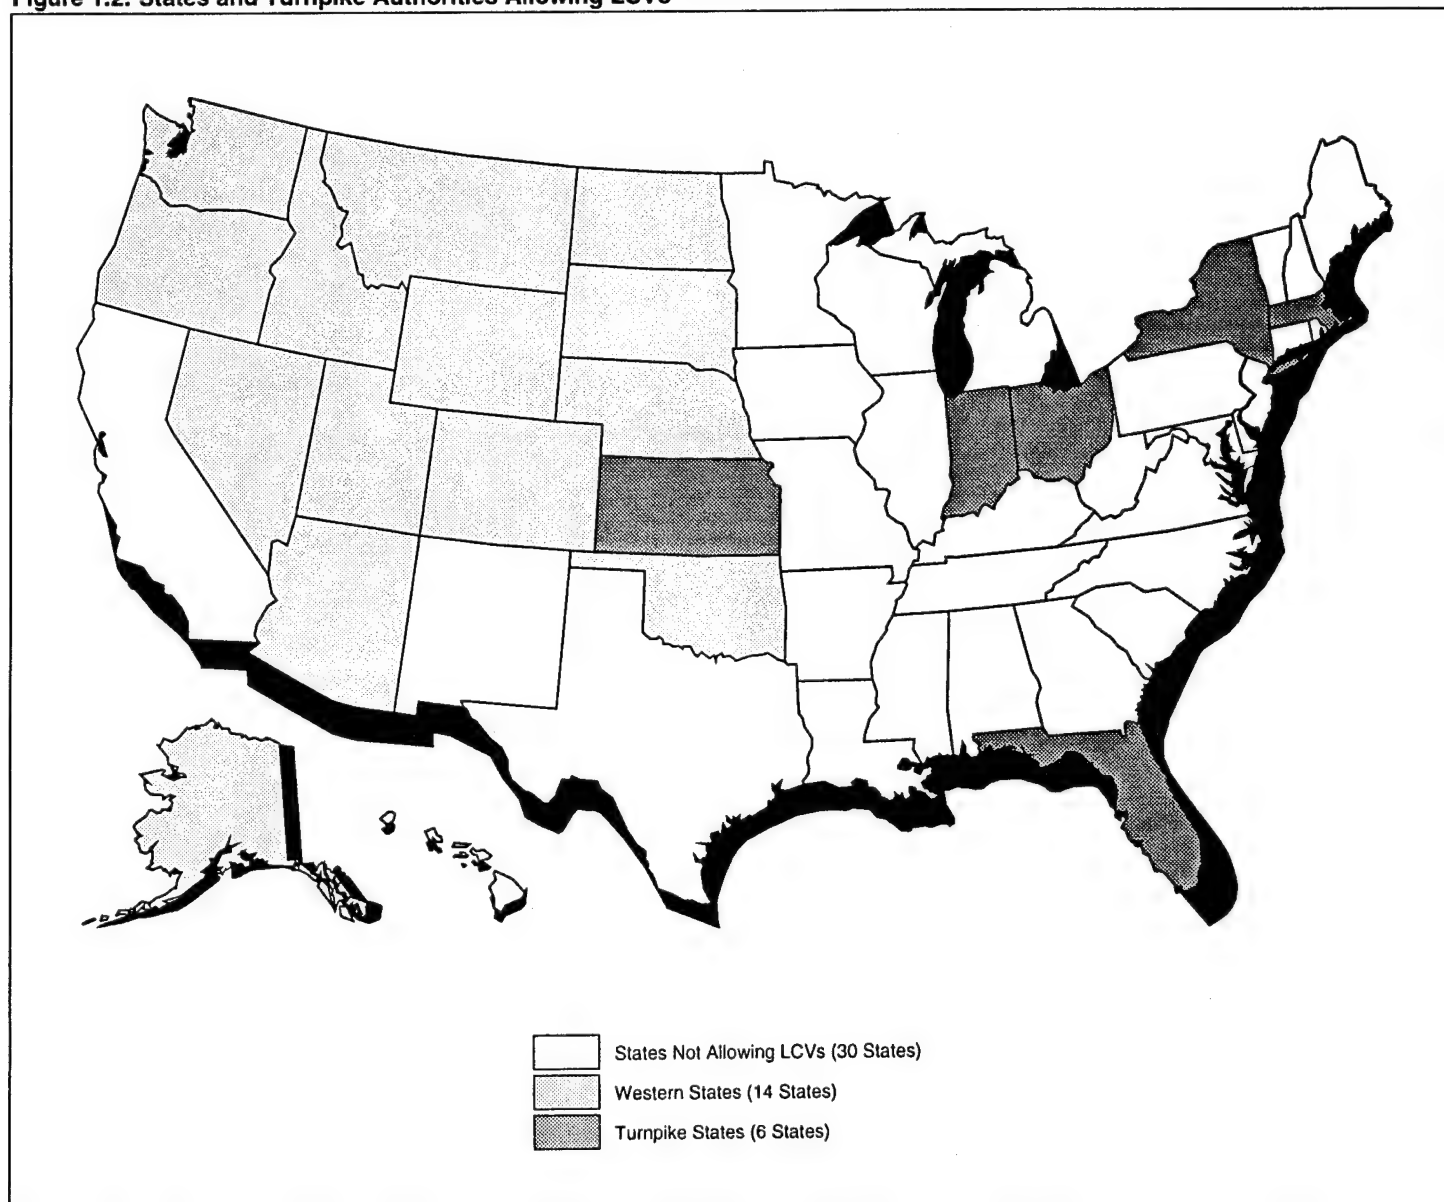 Figure 1.2: States and Turnpike Authorities Allowing LCVs
States Not Allowing LCVs (30 States)
Western States (14 States)
Turnpike States (6 States)